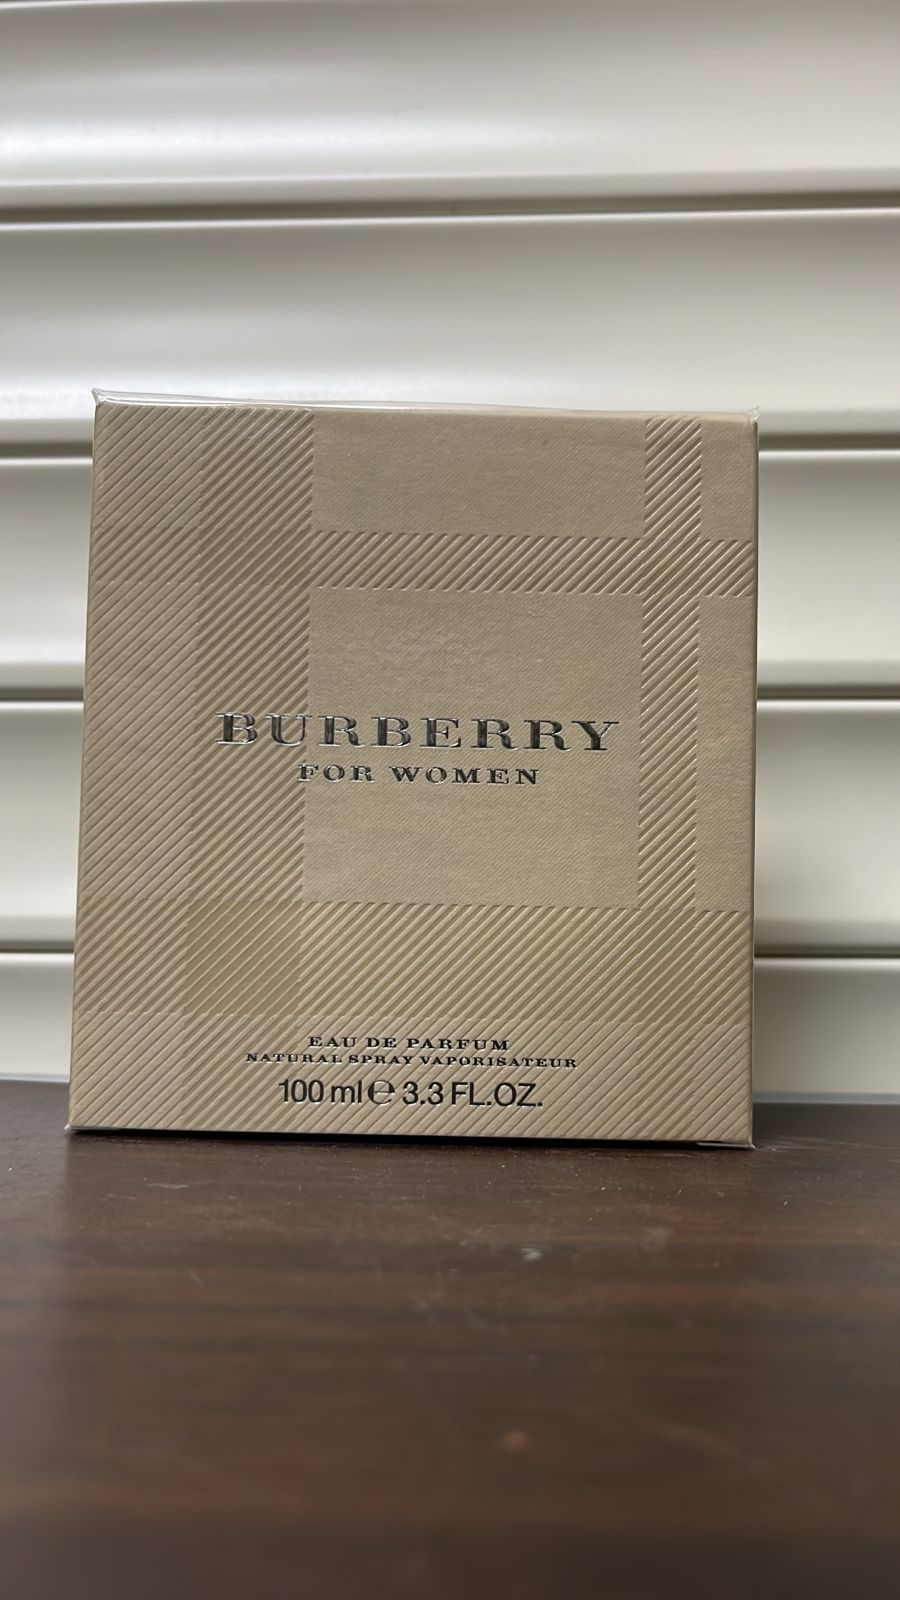 BURBERRY
FOR WOMEN
EAU DE PARFUM
NATURAL SPRAY VAPORISATEUR
100 ml ℮ 3.3 FL.OZ.